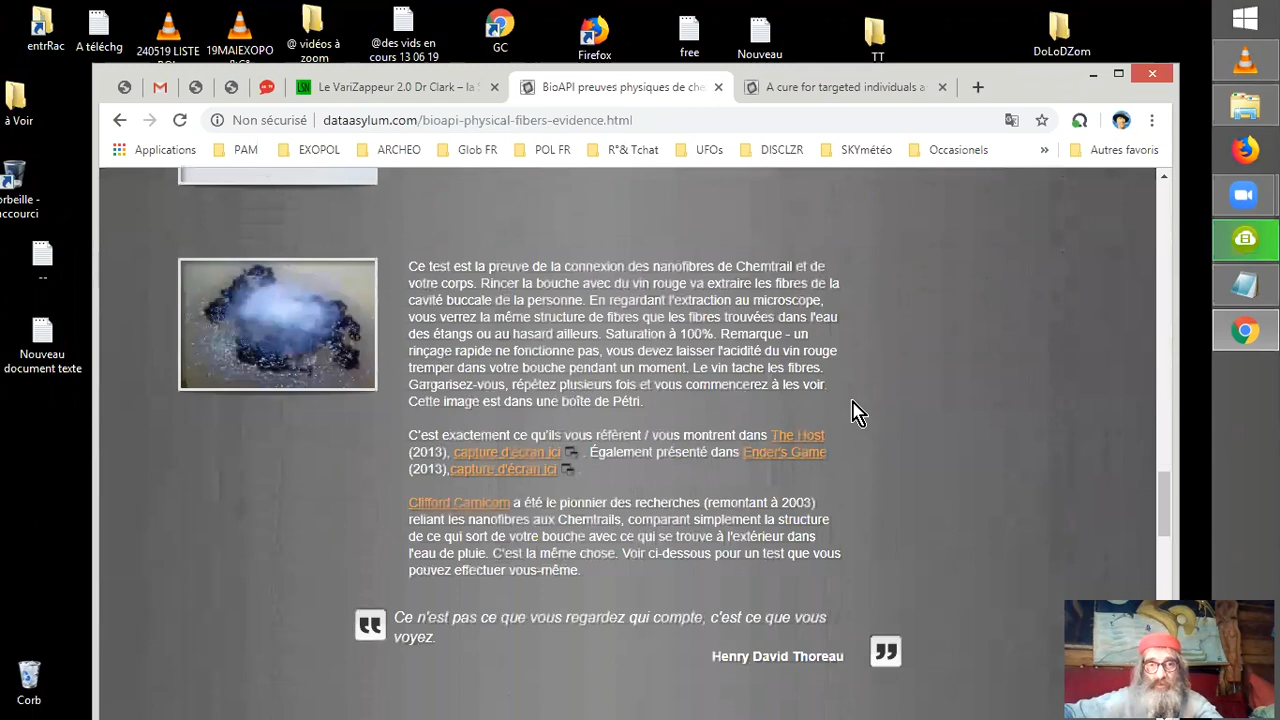 entrRac
A téléchg
240519 LISTE
19MAIEXPO
@ vidéos à
zoom
@des vids en
cours 13 06 19
GC
Firefox
free
Nouveau
TT
DoLoDZom
à Voir
orbeille -
ccourci
--
Nouveau
document texte
Corb
Le VariZappeur 2.0 Dr Clark – la
BioAPI preuves physiques de che
A cure for targeted individuals a
Non sécurisé
dataasylum.com/bioapi-physical-fibers-evidence.html
Applications
PAM
EXOPOL
ARCHEO
Glob FR
POL FR
R°& Tchat
UFOs
DISCLZR
SKYmétéo
Occasionels
»
Autres favoris
Ce test est la preuve de la connexion des nanofibres de Chemtrail et de
votre corps. Rincer la bouche avec du vin rouge va extraire les fibres de la
cavité buccale de la personne. En regardant l'extraction au microscope,
vous verrez la même structure de fibres que les fibres trouvées dans l'eau
des étangs ou au hasard ailleurs. Saturation à 100%. Remarque - un
rinçage rapide ne fonctionne pas, vous devez laisser l'acidité du vin rouge
tremper dans votre bouche pendant un moment. Le vin tache les fibres.
Gargarisez-vous, répétez plusieurs fois et vous commencerez à les voir.
Cette image est dans une boîte de Pétri.
C'est exactement ce qu'ils vous réfèrent / vous montrent dans The Host
(2013), capture d'écran ici . Également présenté dans Ender's Game
(2013),capture d'écran ici .
Clifford Carnicom a été le pionnier des recherches (remontant à 2003)
reliant les nanofibres aux Chemtrails, comparant simplement la structure
de ce qui sort de votre bouche avec ce qui se trouve à l'extérieur dans
l'eau de pluie. C'est la même chose. Voir ci-dessous pour un test que vous
pouvez effectuer vous-même.
Ce n'est pas ce que vous regardez qui compte, c'est ce que vous
voyez.
Henry David Thoreau